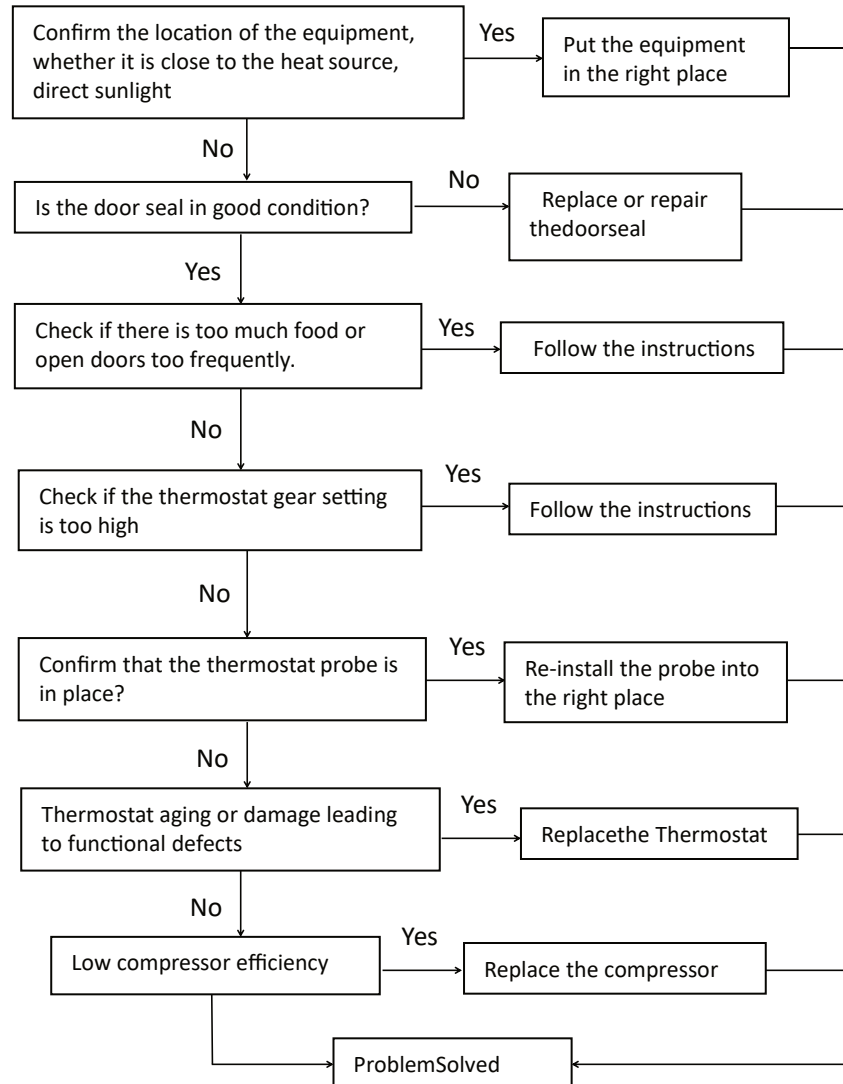 Confirm the location of the equipment,
whether it is close to the heat source,
direct sunlight
Yes
Put the equipment
in the right place
No
Is the door seal in good condition?
No
Replace or repair
thedoorseal
Yes
Check if there is too much food or
open doors too frequently.
Yes
Follow the instructions
No
Check if the thermostat gear setting
is too high
Yes
Follow the instructions
No
Confirm that the thermostat probe is
in place?
Yes
Re-install the probe into
the right place
No
Thermostat aging or damage leading
to functional defects
Yes
Replacethe Thermostat
No
Low compressor efficiency
Yes
Replace the compressor
ProblemSolved